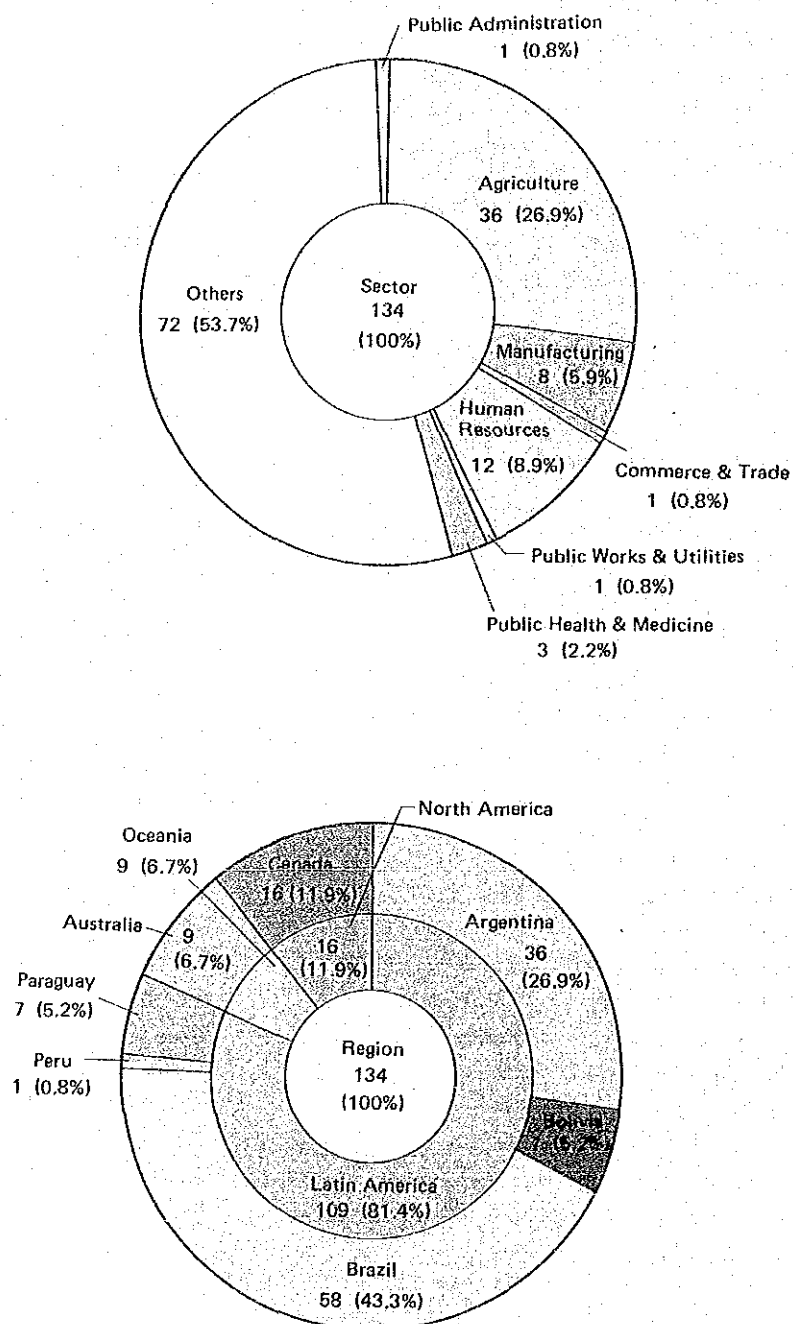 Public Administration
1 (0.8%)
Agriculture
36 (26.9%)
Manufacturing
8 (5.9%)
Commerce & Trade
1 (0.8%)
Human
Resources
12 (8.9%)
Public Works & Utilities
1 (0.8%)
Public Health & Medicine
3 (2.2%)
Others
72 (53.7%)
Sector
134
(100%)
North America
16
(11.9%)
Canada
16 (11.9%)
Oceania
9 (6.7%)
Australia
9
(6.7%)
Paraguay
7 (5.2%)
Peru
1 (0.8%)
Argentina
36
(26.9%)
Bolivia
7 (5.2%)
Region
134
(100%)
Latin America
109 (81.4%)
Brazil
58 (43.3%)